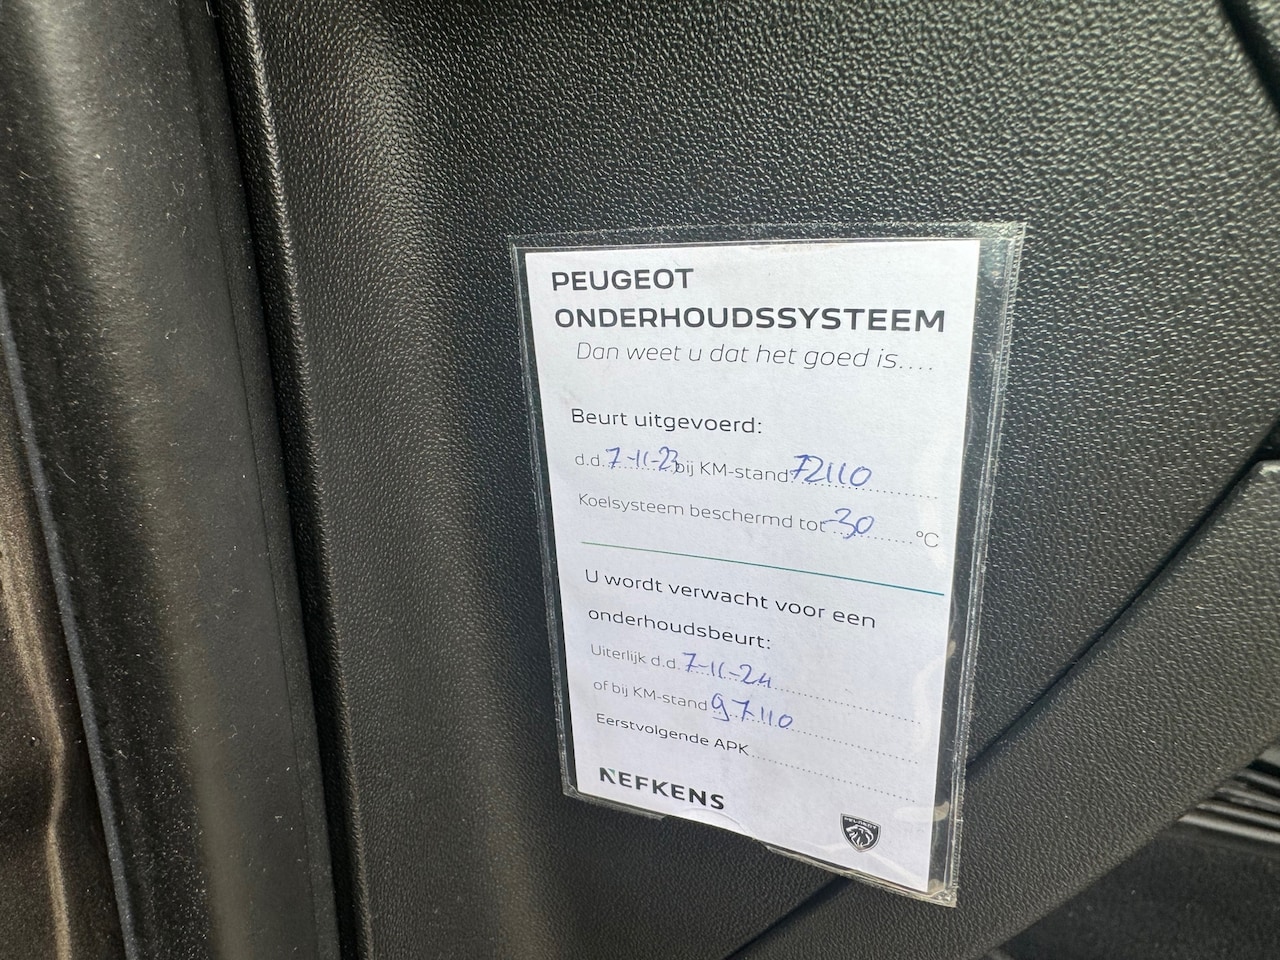 PEUGEOT
ONDERHOUDSSYSTEEM
Dan weet u dat het goed is....
Beurt uitgevoerd:
d.d. 7-11-23 bij KM-stand 72110
Koelsysteem beschermd tot -30 °C
U wordt verwacht voor een
onderhoudsbeurt:
Uiterlijk d.d. 7-11-24
of bij KM-stand 97110
Eerstvolgende APK
NEFKENS
PEUGEOT